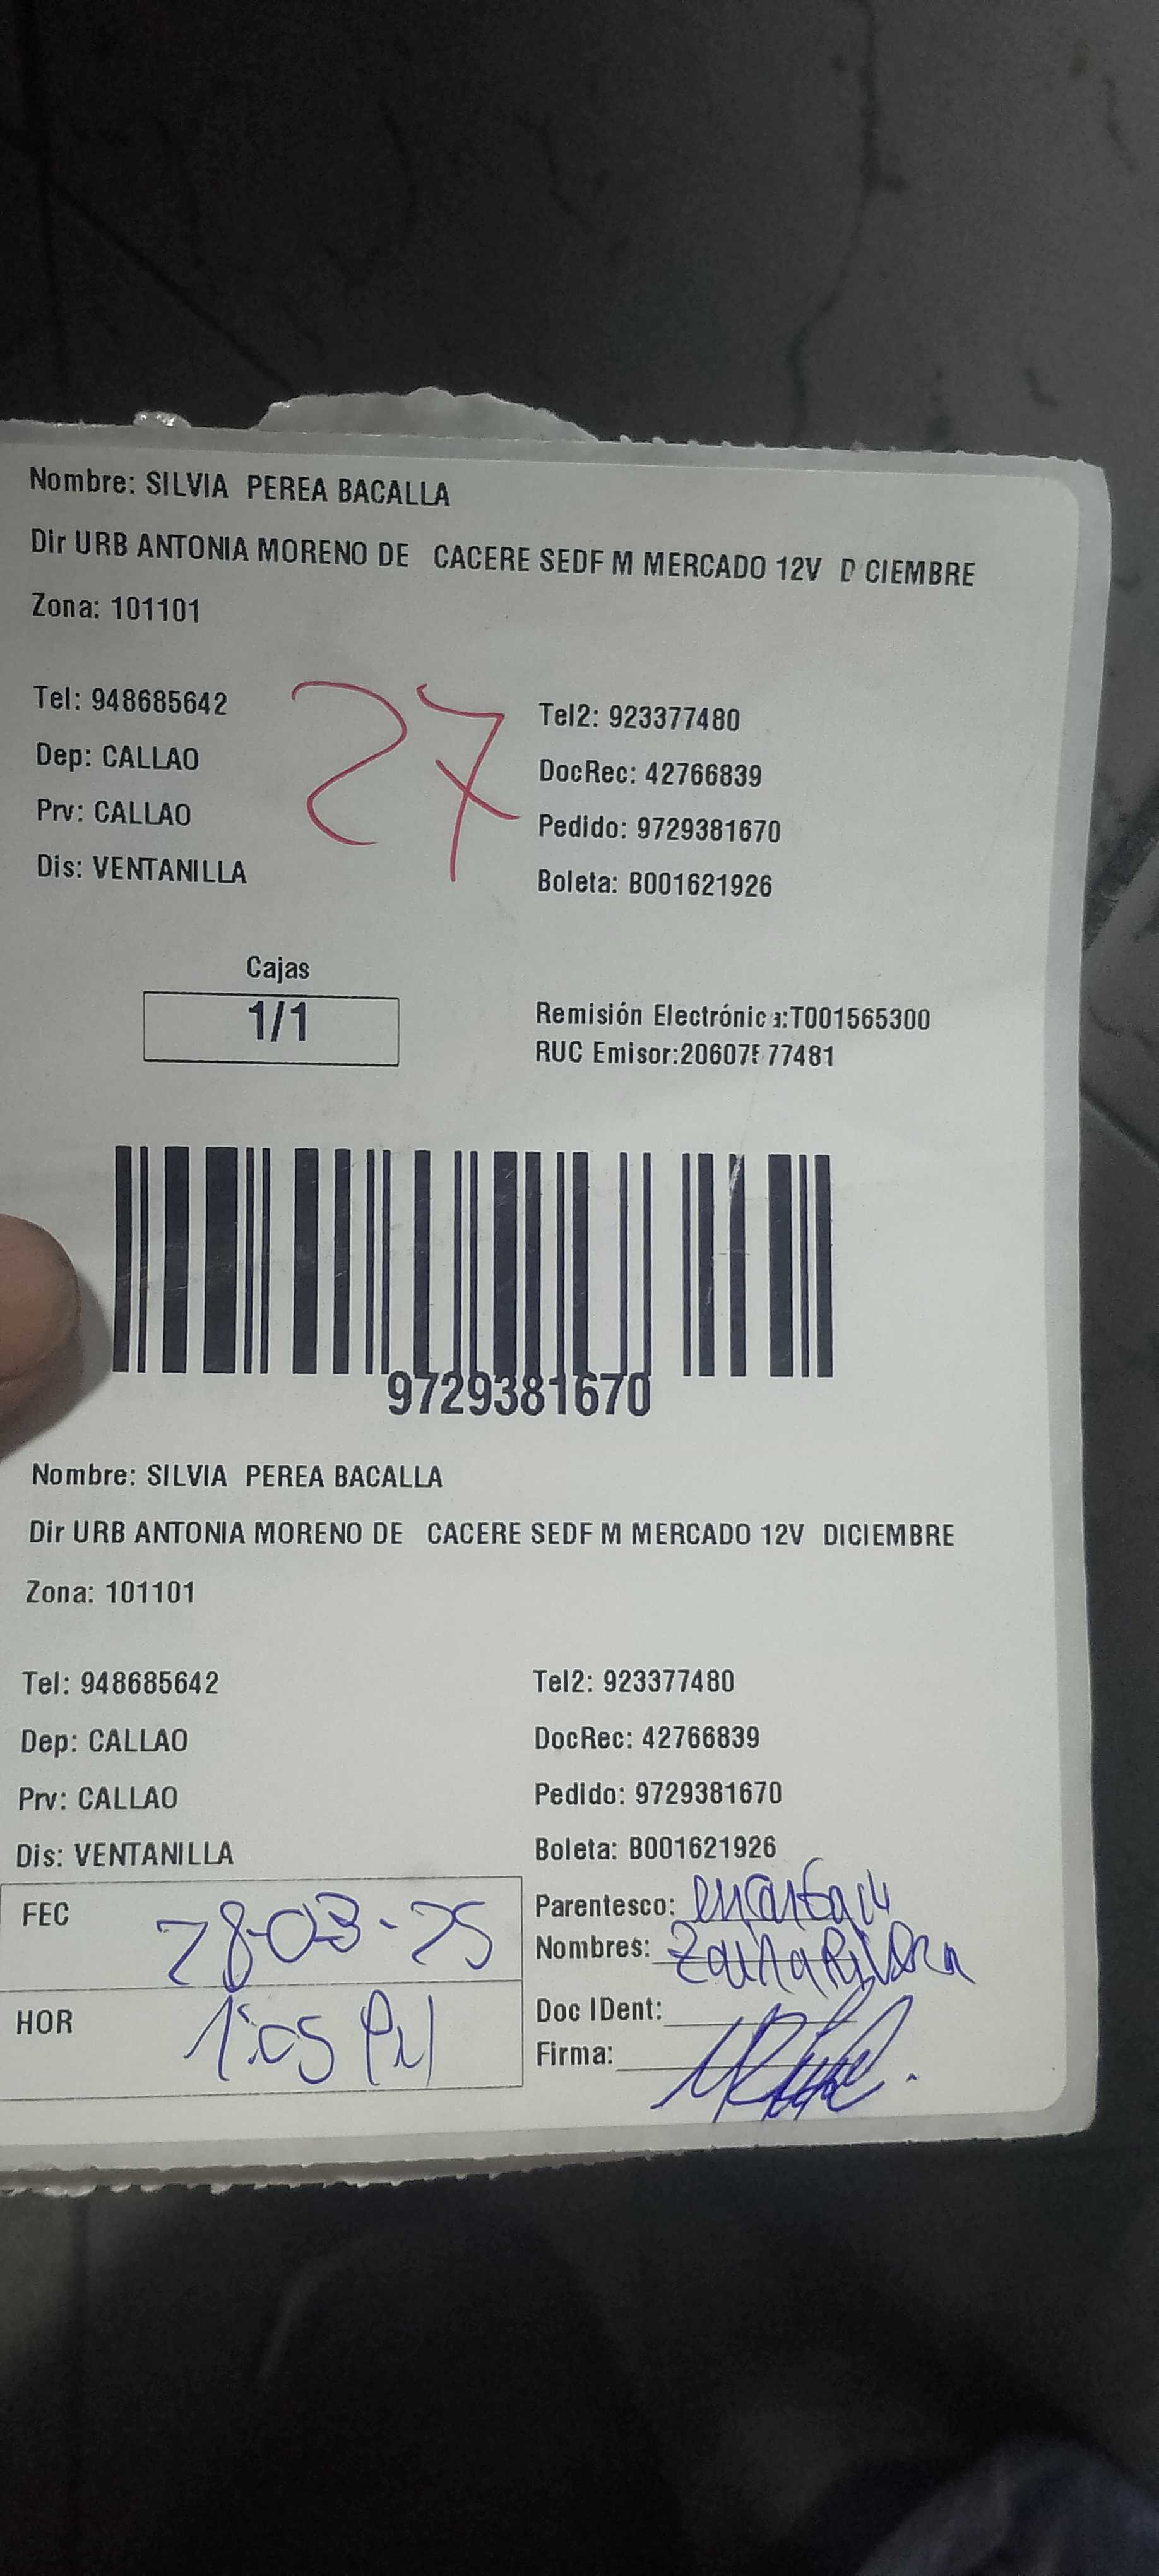 Nombre: SILVIA PEREA BACALLA
Dir URB ANTONIA MORENO DE CACERE SEDF M MERCADO 12V D CIEMBRE
Zona: 101101
27
Tel: 948685642 Tel2: 923377480
Dep: CALLAO DocRec: 42766839
Prv: CALLAO Pedido: 9729381670
Dis: VENTANILLA Boleta: B001621926
Cajas
1/1
Remisión Electrónica:T001565300
RUC Emisor:
9729381670
Nombre: SILVIA PEREA BACALLA
Dir URB ANTONIA MORENO DE CACERE SEDF M MERCADO 12V DICIEMBRE
Zona: 101101
Tel: 948685642 Tel2: 923377480
Dep: CALLAO DocRec: 42766839
Prv: CALLAO Pedido: 9729381670
Dis: VENTANILLA Boleta: B001621926
FEC 28-03-25 Parentesco:
Nombres:
HOR 1:05 PM Doc IDent:
Firma: